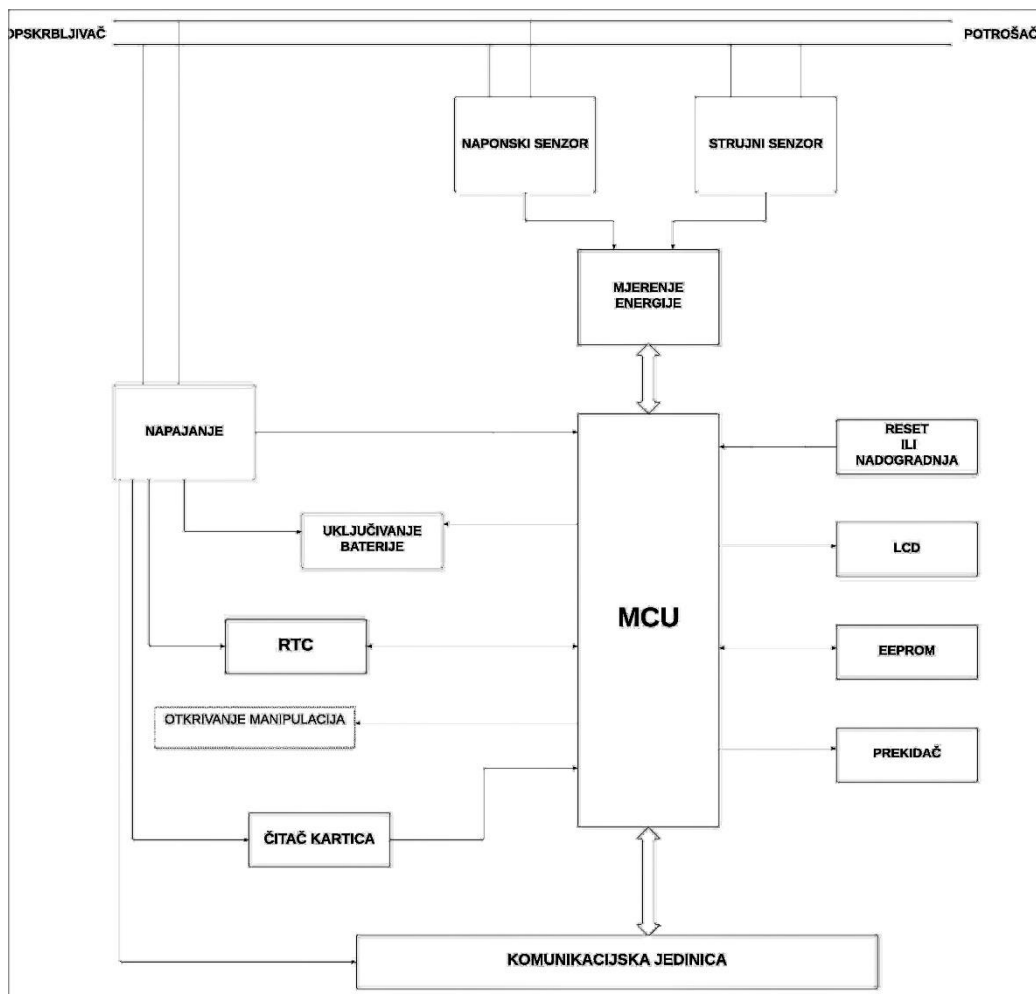 OPSKRBLJIVAČ
POTROŠAČ
NAPONSKI SENZOR
STRUJNI SENZOR
MJERENJE
ENERGIJE
NAPAJANJE
RESET
ILI
NADOGRADNJA
UKLJUČIVANJE
BATERIJE
LCD
MCU
RTC
EEPROM
OTKRIVANJE MANIPULACIJA
PREKIDAČ
ČITAČ KARTICA
KOMUNIKACIJSKA JEDINICA